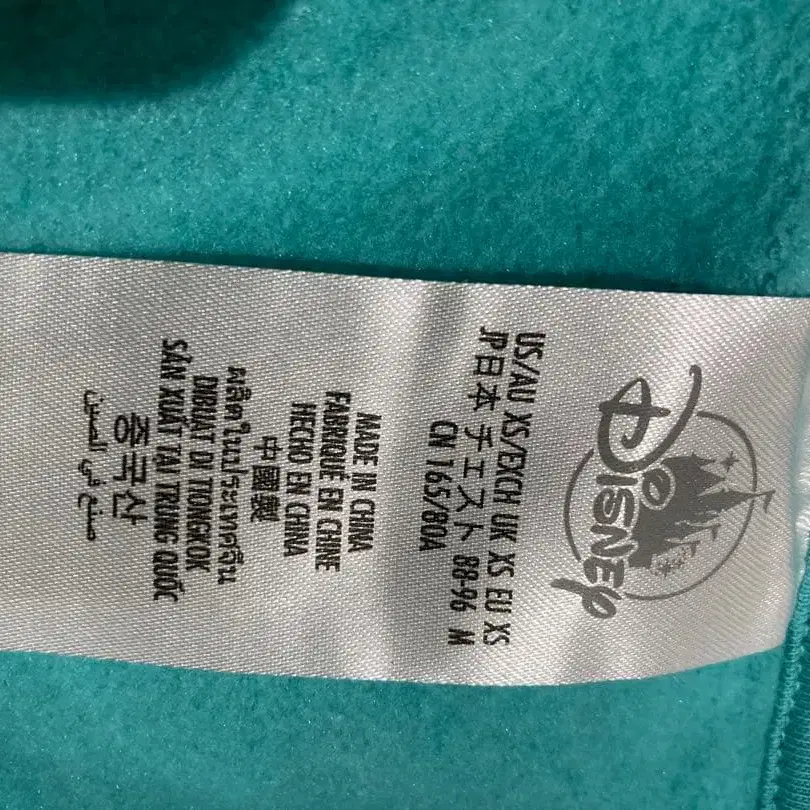 Disney
US/AU XS/EXCH UK XS EU XS
JP日本 チェスト 88-96 M
CN 165/80A
MADE IN CHINA
FABRIQUÉ EN CHINE
HECHO EN CHINA
中國製
ผลิตในประเทศจีน
DIBUAT DI TIONGKOK
SẢN XUẤT TẠI TRUNG QUỐC
중국산
صنع في الصين